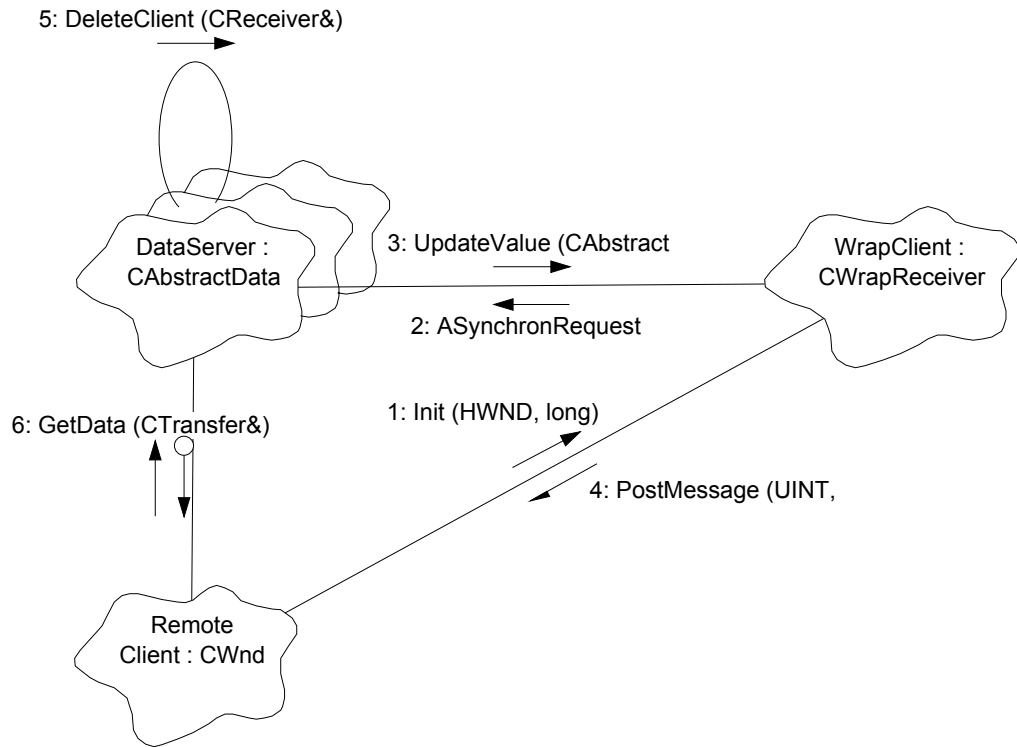 5: DeleteClient (CReceiver&)
DataServer :
CAbstractData
3: UpdateValue (CAbstract
WrapClient :
CWrapReceiver
2: ASynchronRequest
1: Init (HWND, long)
6: GetData (CTransfer&)
4: PostMessage (UINT,
Remote
Client : CWnd